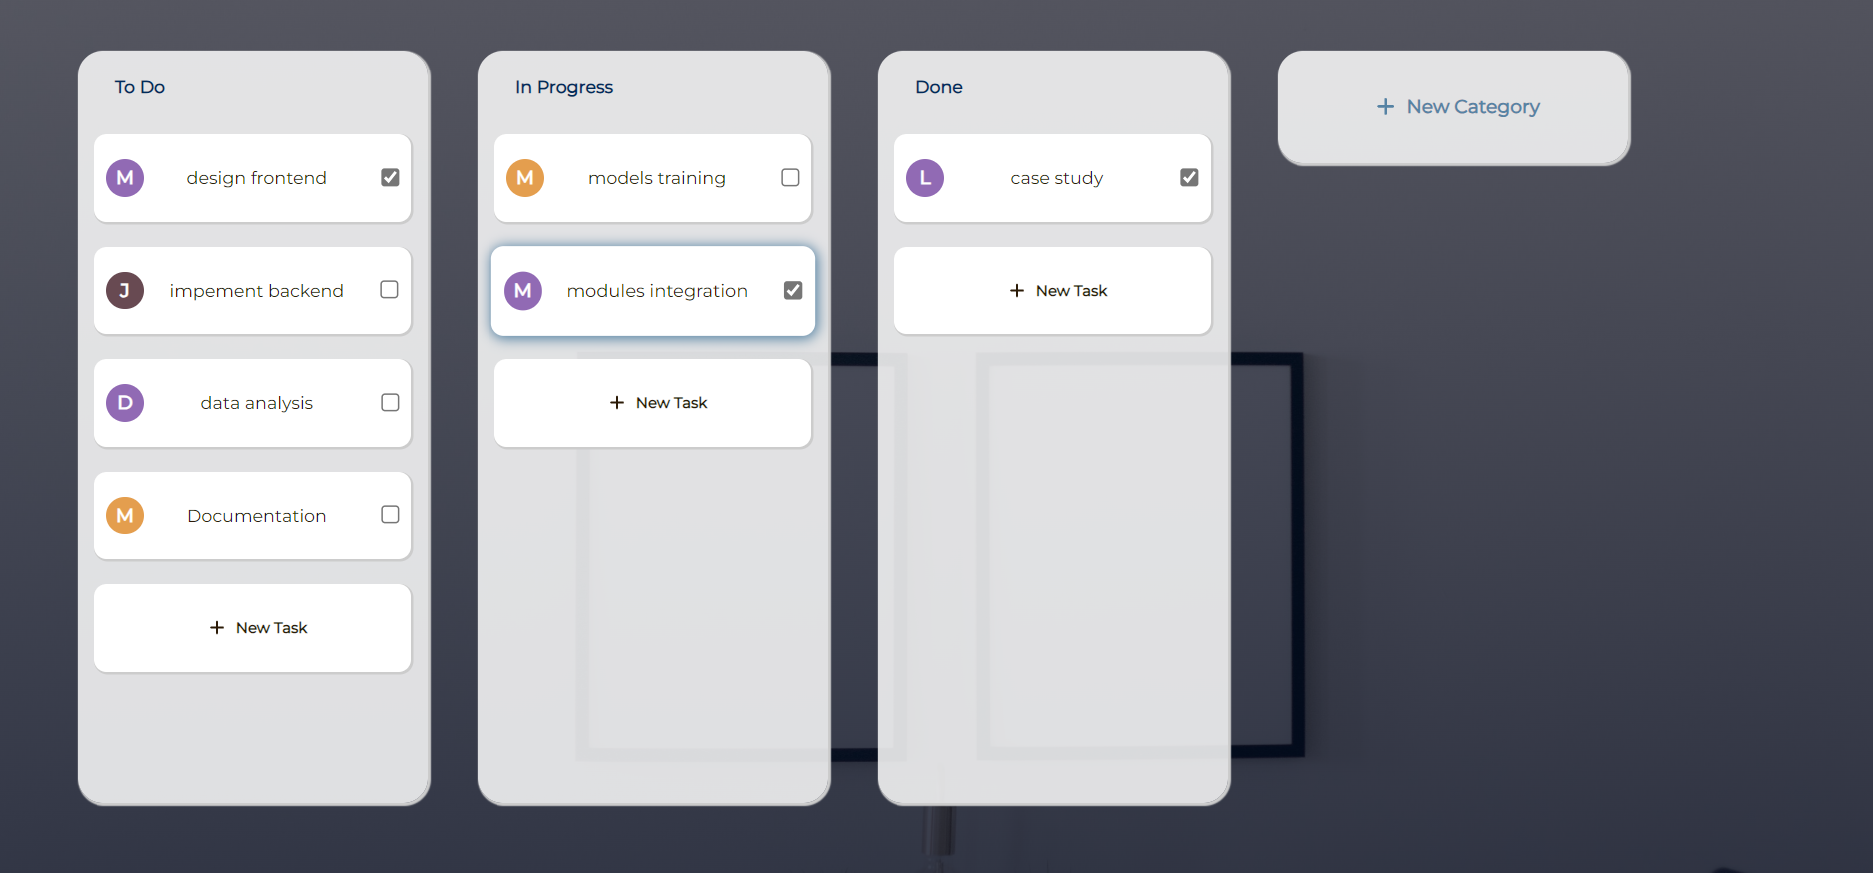 To Do
M design frontend
J impement backend
D data analysis
M Documentation
+ New Task
In Progress
M models training
M modules integration
+ New Task
Done
L case study
+ New Task
+ New Category